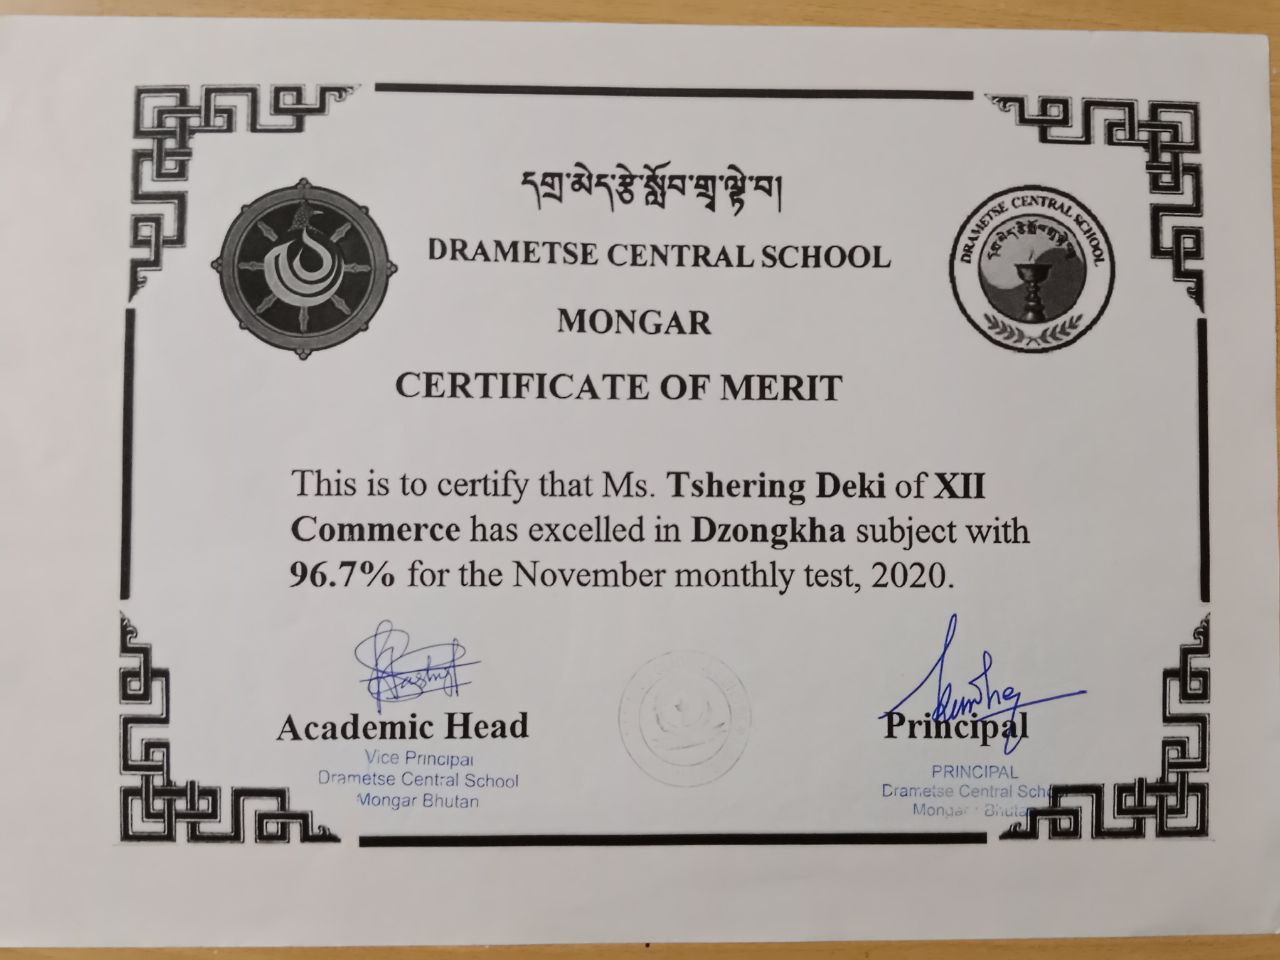 དགྲ་མེད་རྩེ་སློབ་གྲྭ་ལྟེ་བ།
DRAMETSE CENTRAL SCHOOL
DRAMETSE CENTRAL SCHOOL
MONGAR
CERTIFICATE OF MERIT
This is to certify that Ms. Tshering Deki of XII
Commerce has excelled in Dzongkha subject with
96.7% for the November monthly test, 2020.
Academic Head
Vice Principal
Drametse Central School
Mongar Bhutan
Principal
PRINCIPAL
Drametse Central School
Mongar : Bhutan